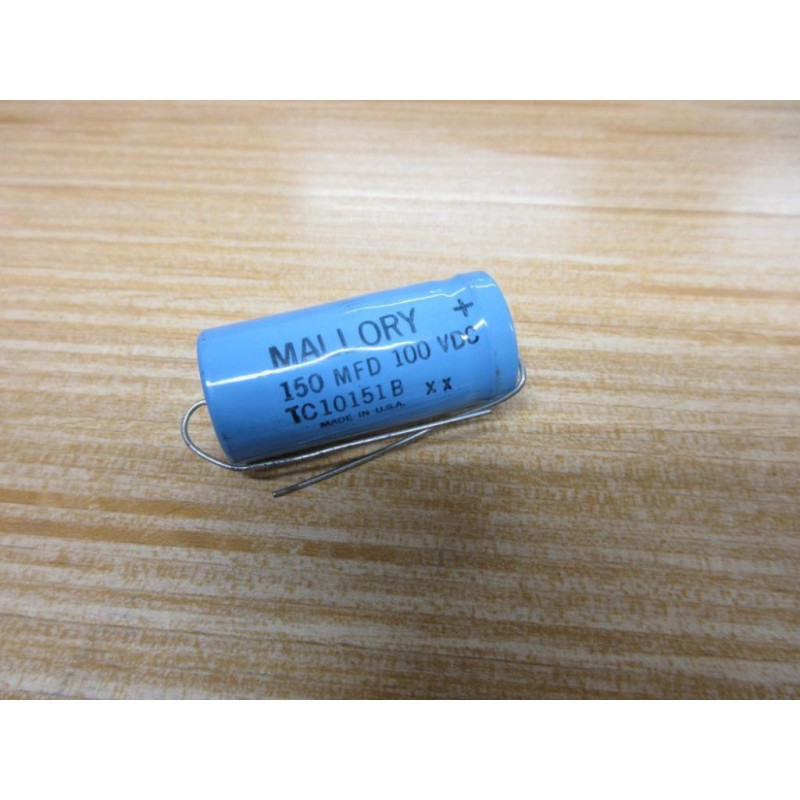 MALLORY +
150 MFD 100 VDC
TC10151B XX
MADE IN U.S.A.